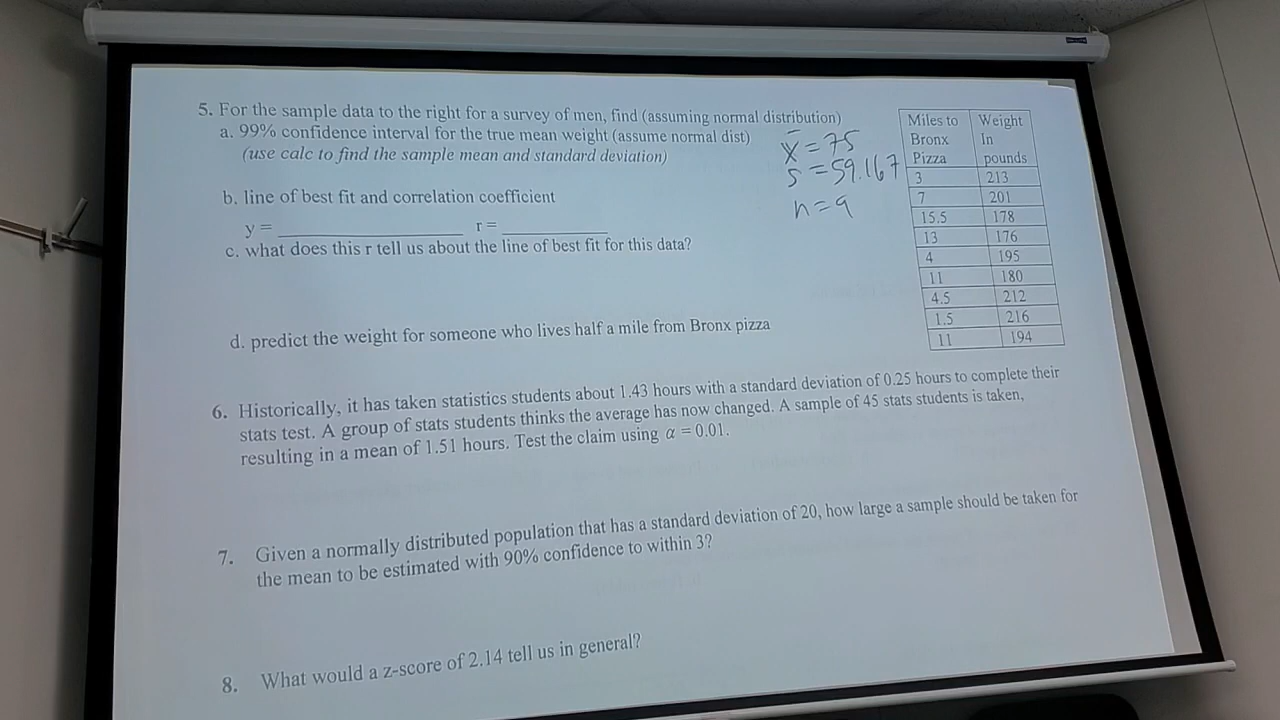 5. For the sample data to the right for a survey of men, find (assuming normal distribution)
a. 99% confidence interval for the true mean weight (assume normal dist)
(use calc to find the sample mean and standard deviation)
x̄ = 75
s = 59.167
n = 9
b. line of best fit and correlation coefficient
y = ____________________ r = ____________
c. what does this r tell us about the line of best fit for this data?
d. predict the weight for someone who lives half a mile from Bronx pizza
Miles to Weight
Bronx In
Pizza pounds
3 213
7 201
15.5 178
13 176
4 195
11 180
4.5 212
1.5 216
11 194
6. Historically, it has taken statistics students about 1.43 hours with a standard deviation of 0.25 hours to complete their
stats test. A group of stats students thinks the average has now changed. A sample of 45 stats students is taken,
resulting in a mean of 1.51 hours. Test the claim using α = 0.01.
7. Given a normally distributed population that has a standard deviation of 20, how large a sample should be taken for
the mean to be estimated with 90% confidence to within 3?
8. What would a z-score of 2.14 tell us in general?